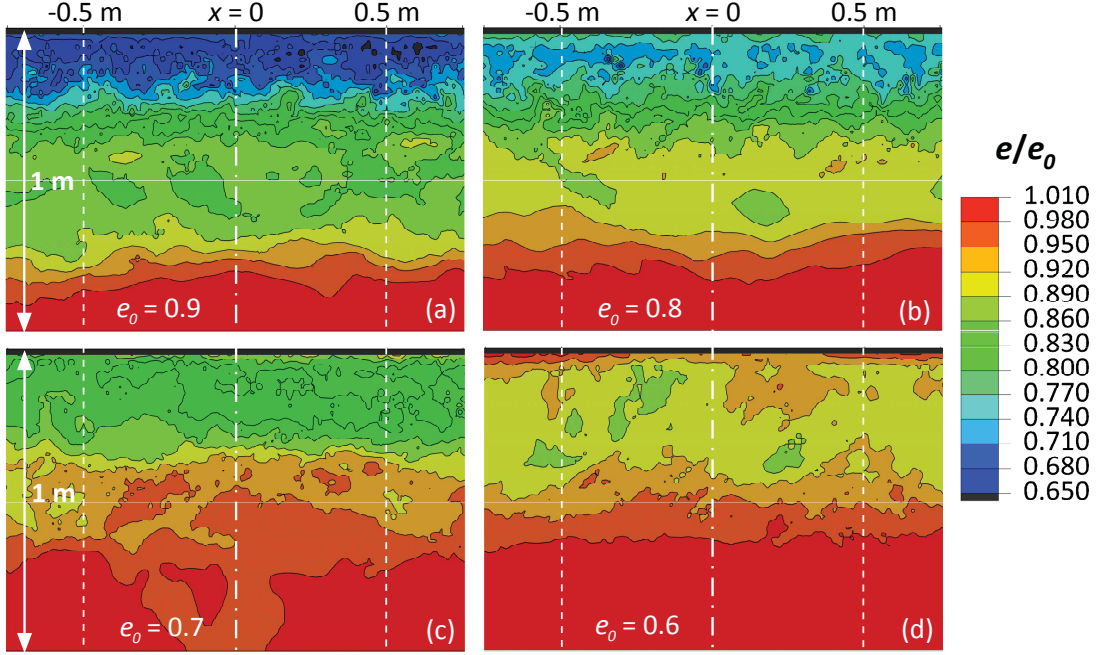 -0.5 m x = 0 0.5 m -0.5 m x = 0 0.5 m
1 m
e0 = 0.9 (a)
e0 = 0.8 (b)
e/e0
1.010
0.980
0.950
0.920
0.890
0.860
0.830
0.800
0.770
0.740
0.710
0.680
0.650
1 m
e0 = 0.7 (c)
e0 = 0.6 (d)